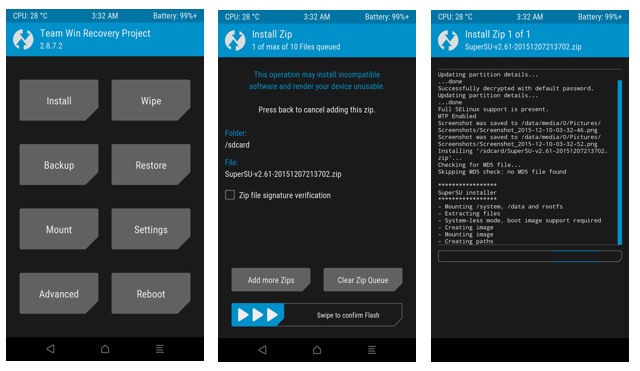 CPU: 28 °C 3:32 AM Battery: 99%+
Team Win Recovery Project
2.8.7.2
Install Wipe
Backup Restore
Mount Settings
Advanced Reboot
CPU: 28 °C 3:32 AM Battery: 99%+
Install Zip
1 of max of 10 Files queued
This operation may install incompatible
software and render your device unusable.
Press back to cancel adding this zip.
Folder:
/sdcard
File:
SuperSU-v2.61-20151207213702.zip
Zip file signature verification
Add more Zips Clear Zip Queue
Swipe to confirm Flash
CPU: 28 °C 3:32 AM Battery: 99%+
Install Zip 1 of 1
SuperSU-v2.61-20151207213702.zip
Updating partition details...
...done
Successfully decrypted with default password.
Updating partition details...
...done
Full SELinux support is present.
MTP Enabled
Screenshot was saved to /data/media/0/Pictures/
Screenshots/Screenshot_2015-12-10-03-32-46.png
Screenshot was saved to /data/media/0/Pictures/
Screenshots/Screenshot_2015-12-10-03-32-52.png
Installing '/sdcard/SuperSU-v2.61-20151207213702.
zip'...
Checking for MD5 file...
Skipping MD5 check: no MD5 file found
*****************
SuperSU installer
*****************
- Mounting /system, /data and rootfs
- Extracting files
- System-less mode, boot image support required
- Creating image
- Mounting image
- Creating paths